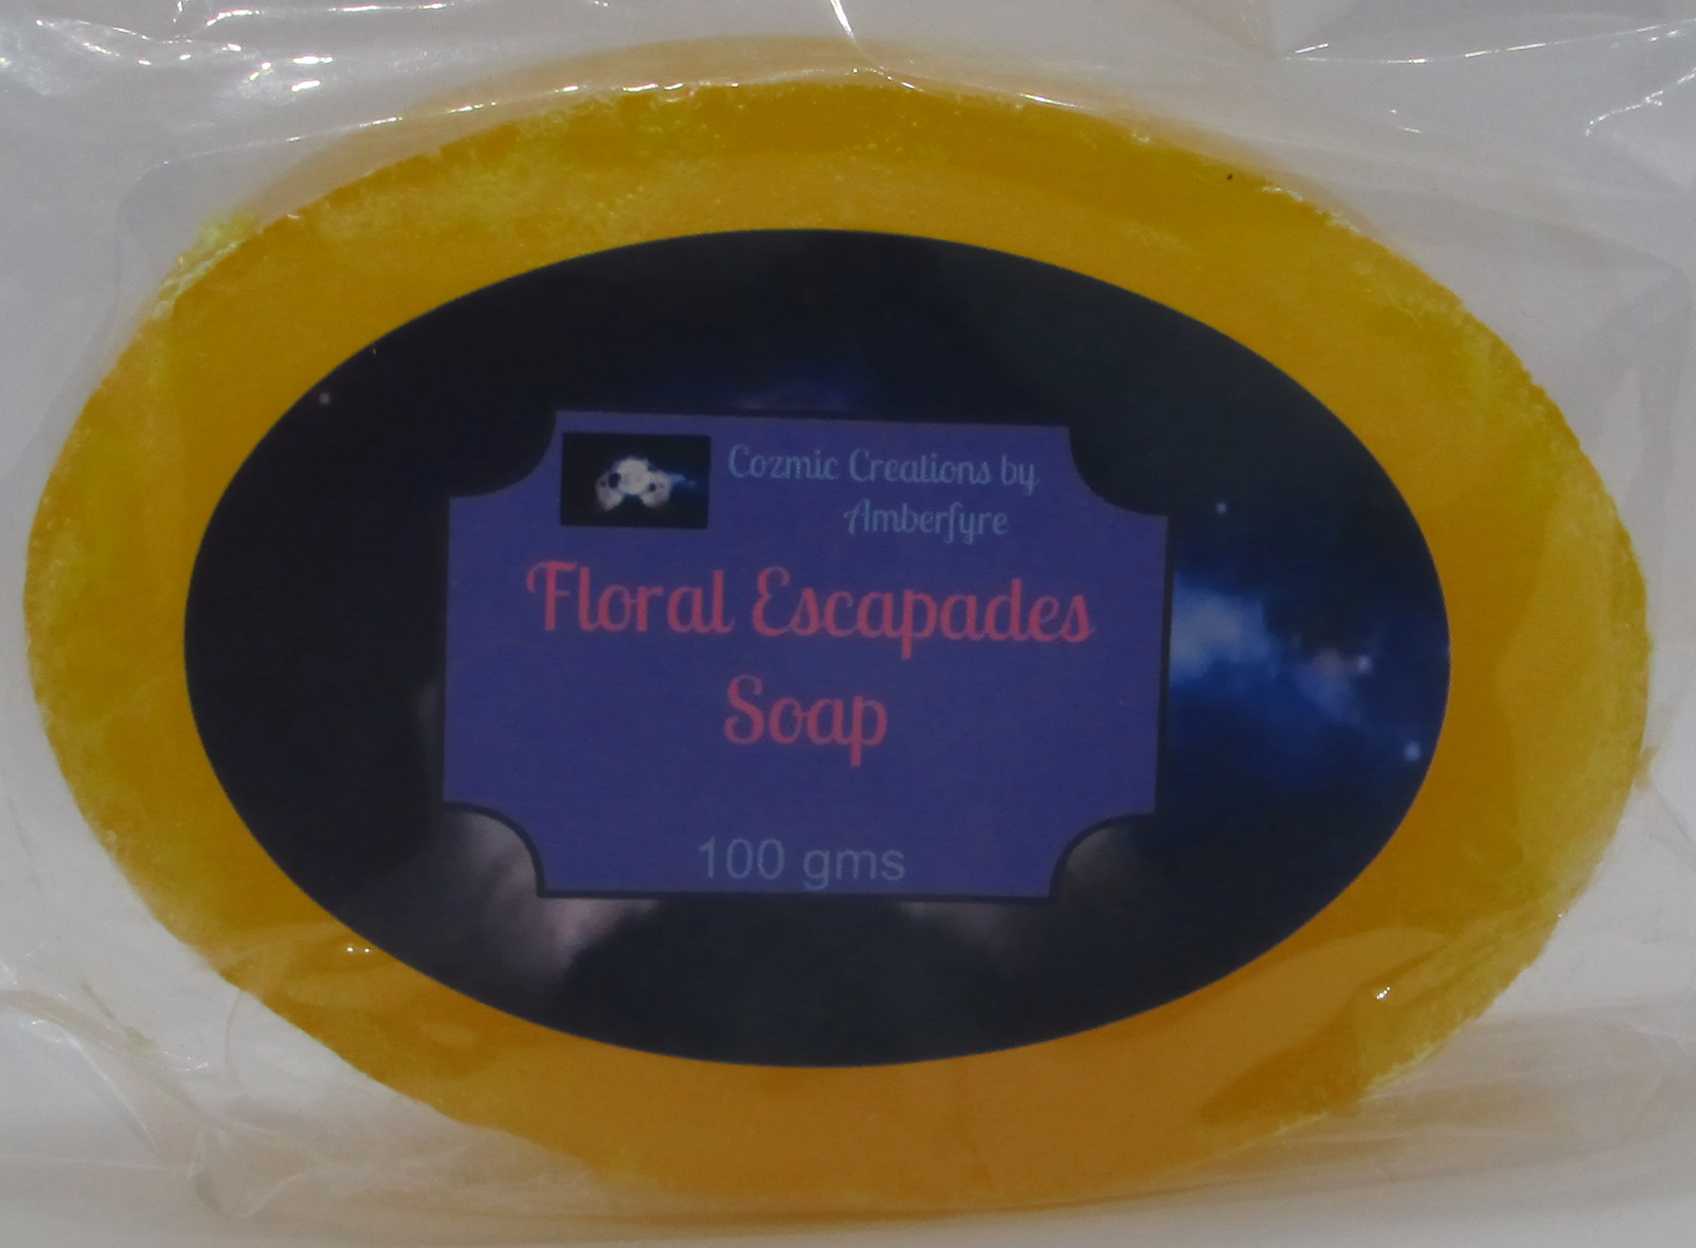 Cozmic Creations by
Amberfyre
Floral Escapades
Soap
100 gms